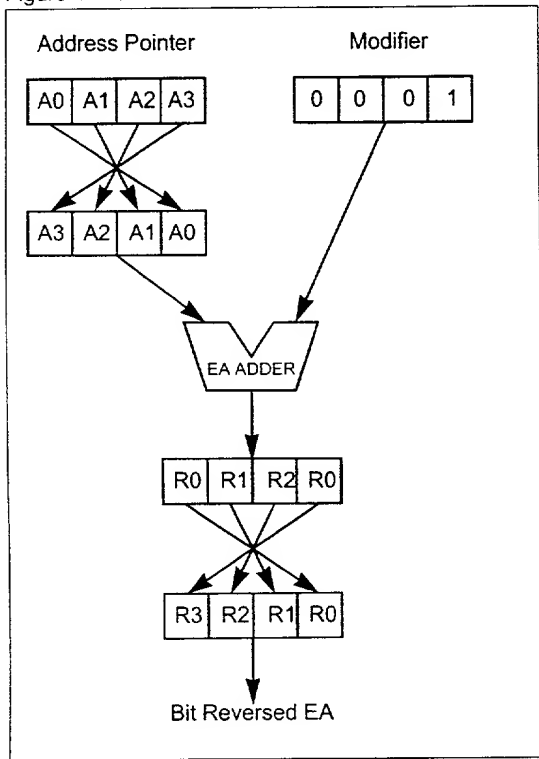 Address Pointer Modifier
A0 A1 A2 A3 0 0 0 1
A3 A2 A1 A0
EA ADDER
R0 R1 R2 R0
R3 R2 R1 R0
Bit Reversed EA